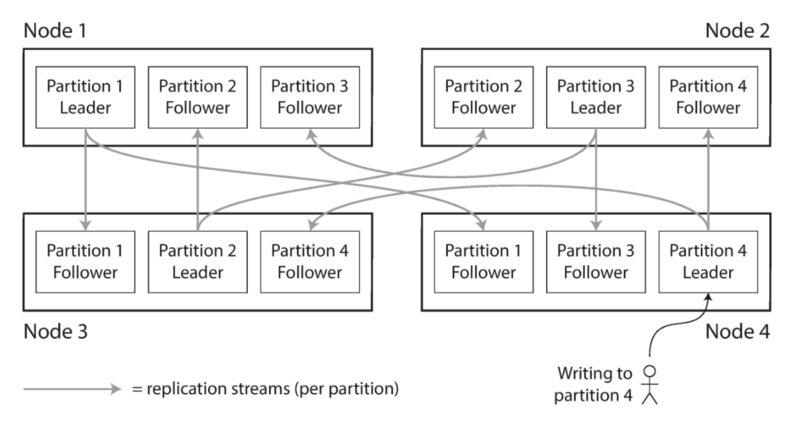 Node 1
Node 2
Partition 1
Leader
Partition 2
Follower
Partition 3
Follower
Partition 2
Follower
Partition 3
Leader
Partition 4
Follower
Partition 1
Follower
Partition 2
Leader
Partition 4
Follower
Partition 1
Follower
Partition 3
Follower
Partition 4
Leader
Node 3
Node 4
Writing to
partition 4
= replication streams (per partition)